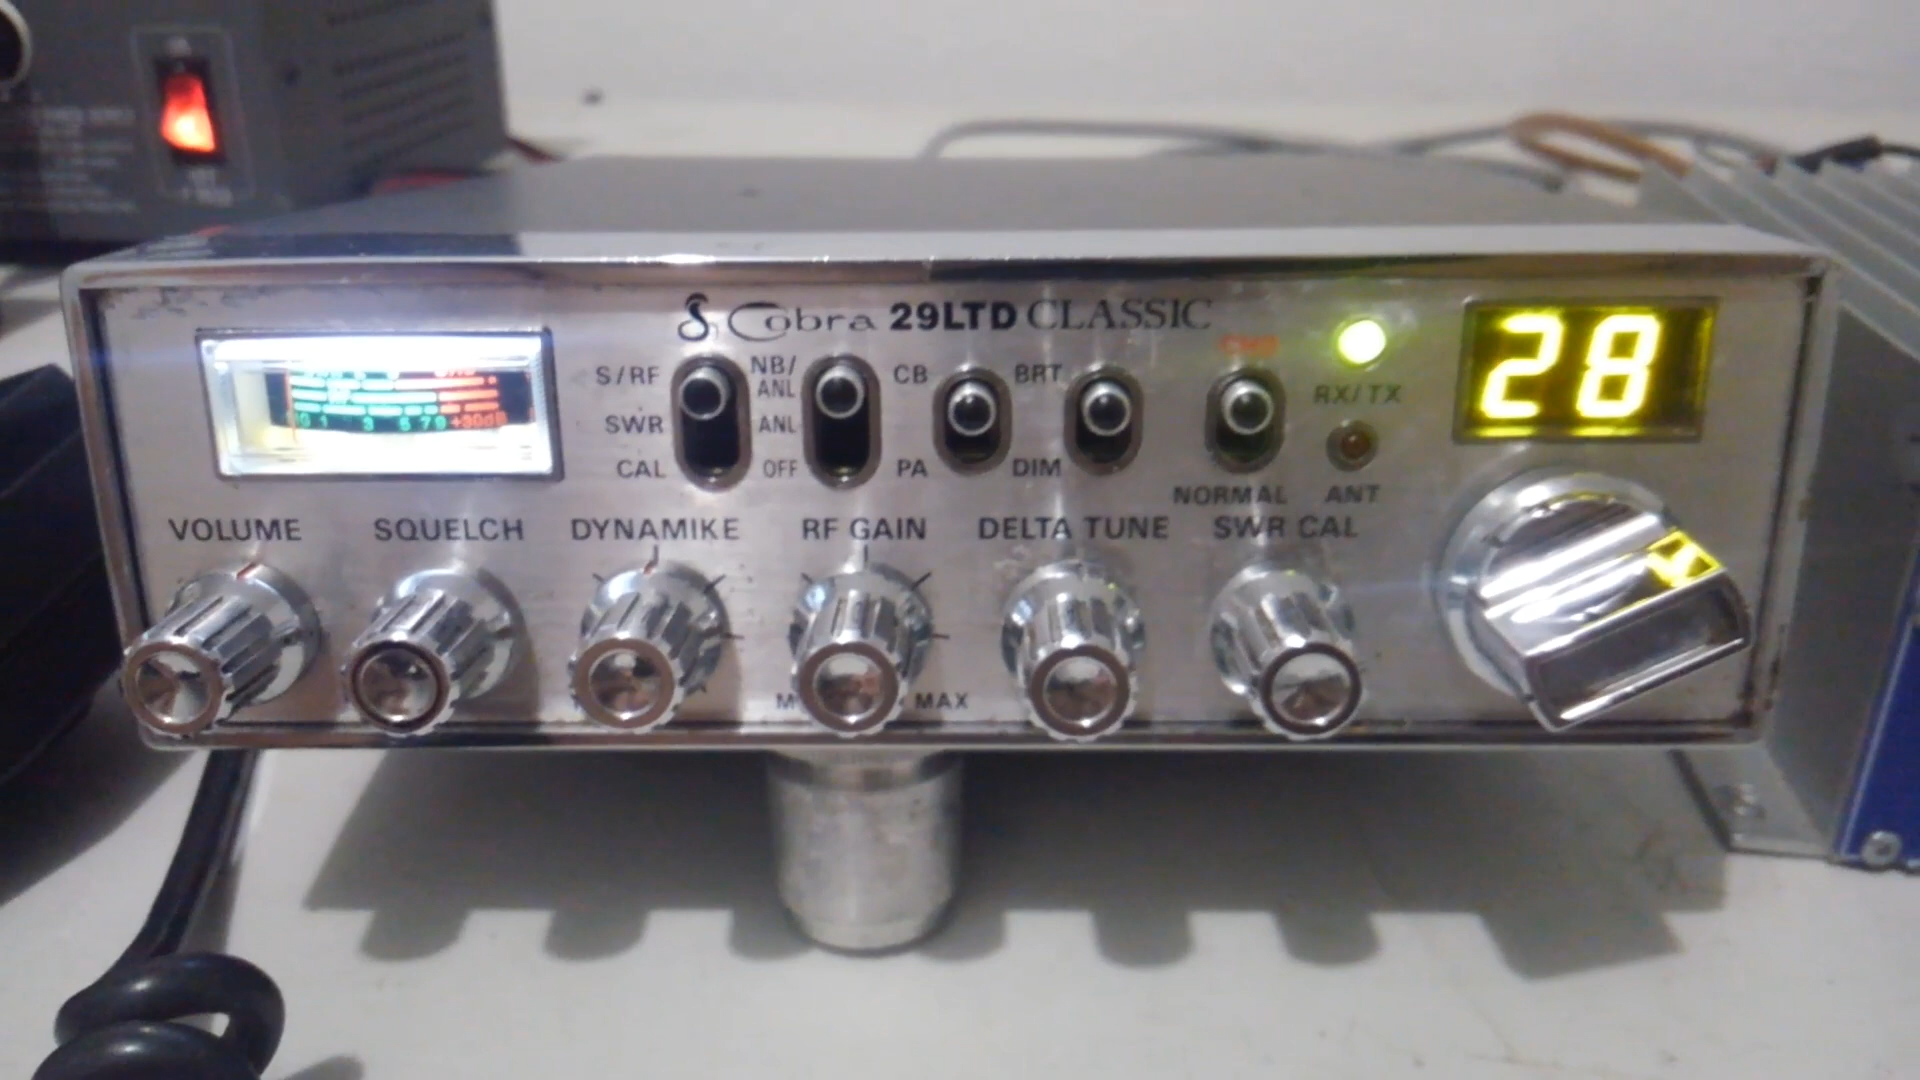 Cobra 29LTD CLASSIC
S/RF
SWR
CAL
NB/
ANL
ANL
OFF
CB
PA
BRT
DIM
NORMAL
RX/TX
ANT
28
+30dB
VOLUME
SQUELCH
DYNAMIKE
RF GAIN
DELTA TUNE
SWR CAL
MAX